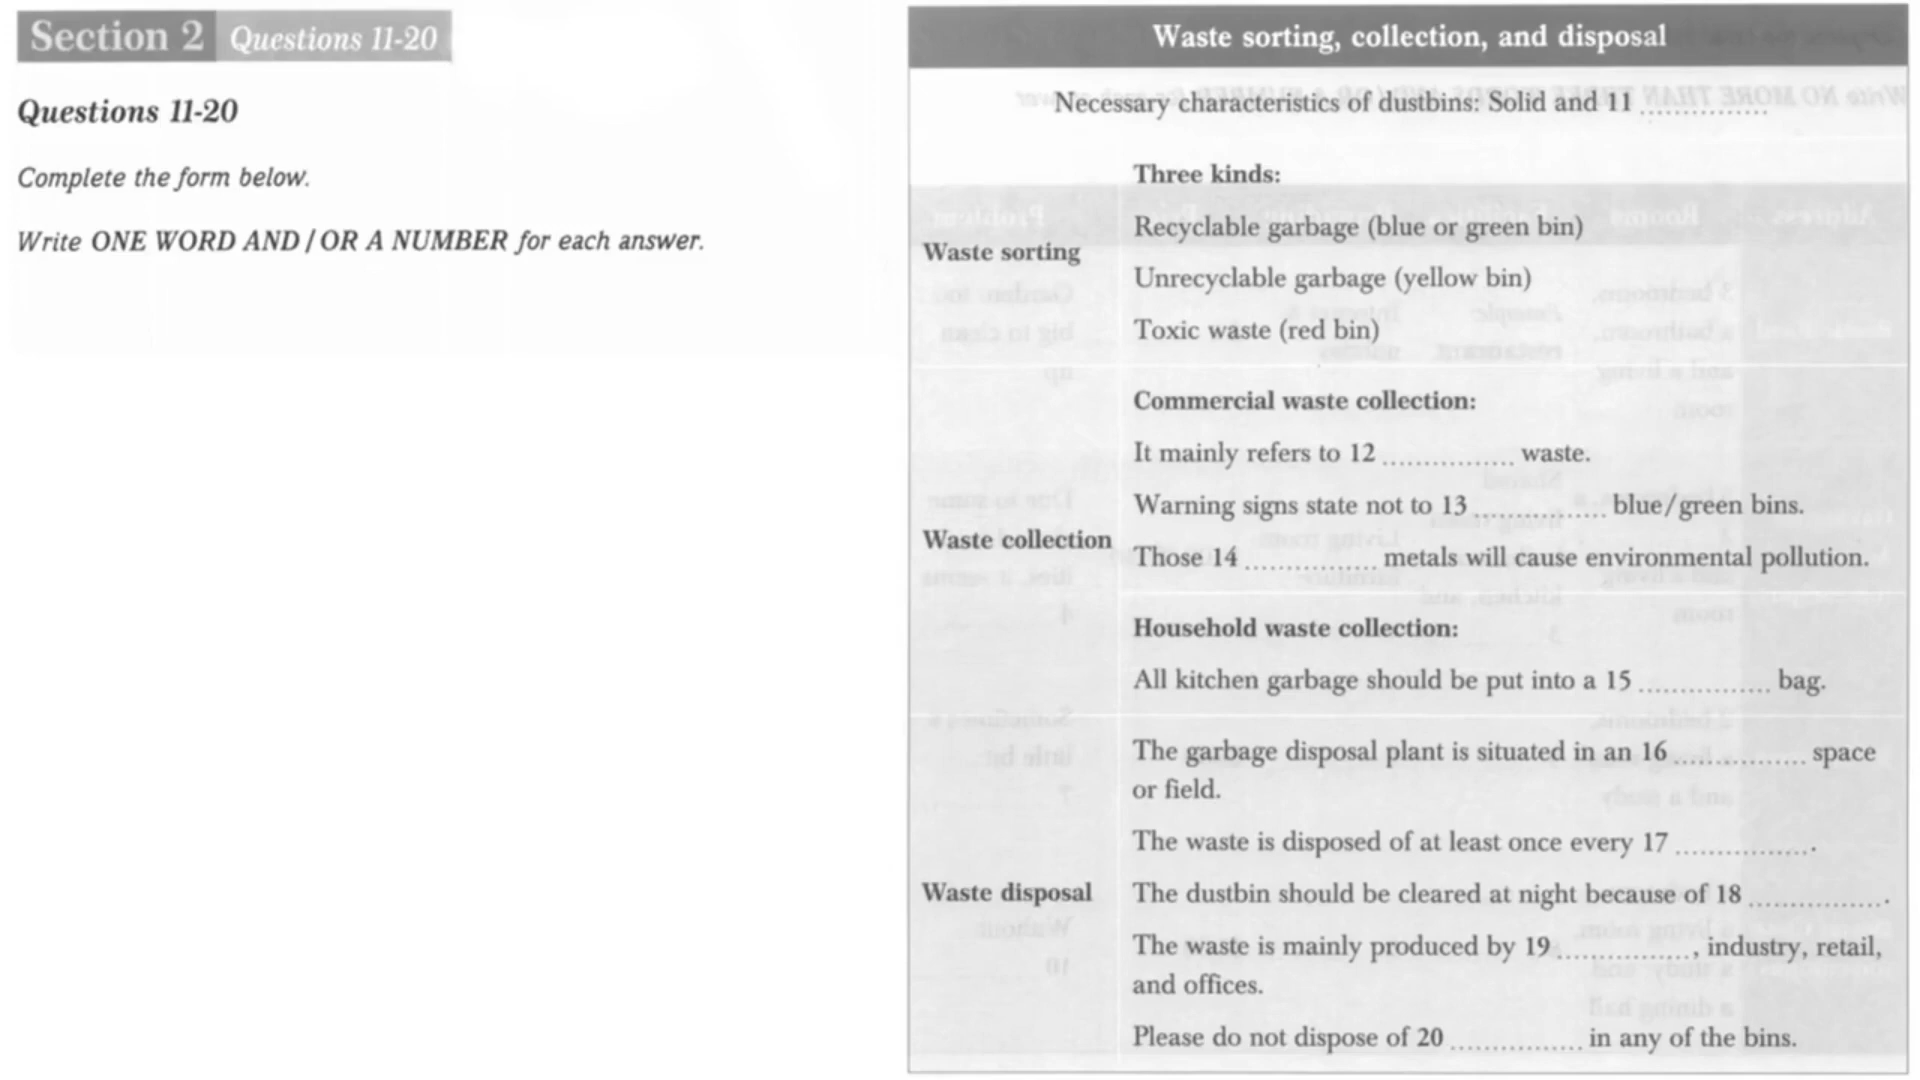 Section 2 Questions 11-20
Questions 11-20
Complete the form below.
Write ONE WORD AND / OR A NUMBER for each answer.
Waste sorting, collection, and disposal
Necessary characteristics of dustbins: Solid and 11 ...............
Waste sorting
Three kinds:
Recyclable garbage (blue or green bin)
Unrecyclable garbage (yellow bin)
Toxic waste (red bin)
Waste collection
Commercial waste collection:
It mainly refers to 12 ............... waste.
Warning signs state not to 13 ............... blue/green bins.
Those 14 ............... metals will cause environmental pollution.
Household waste collection:
All kitchen garbage should be put into a 15 ............... bag.
Waste disposal
The garbage disposal plant is situated in an 16 ............... space
or field.
The waste is disposed of at least once every 17 ...............
The dustbin should be cleared at night because of 18 ...............
The waste is mainly produced by 19 ..............., industry, retail,
and offices.
Please do not dispose of 20 ............... in any of the bins.